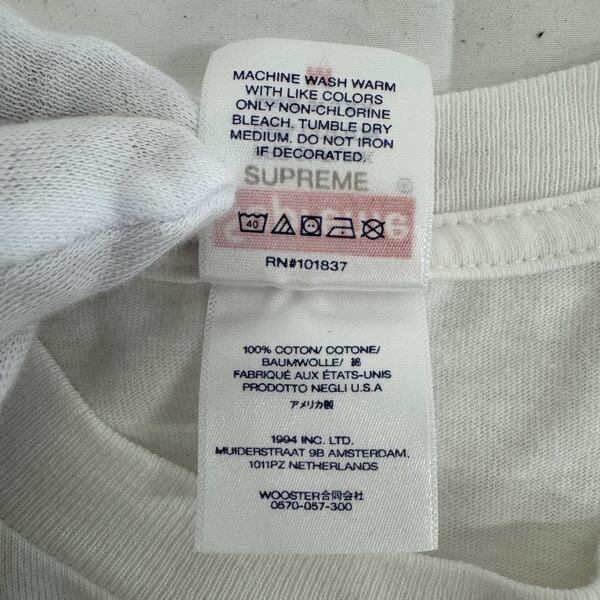 MACHINE WASH WARM
WITH LIKE COLORS
ONLY NON-CHLORINE
BLEACH. TUMBLE DRY
MEDIUM. DO NOT IRON
IF DECORATED.
SUPREME
®
Supreme
40
RN#101837
100% COTTON/ COTONE/
BAUMWOLLE/ 綿
FABRIQUÉ AUX ÉTATS-UNIS
PRODOTTO NEGLI U.S.A
アメリカ製
1994 INC. LTD.
MUIDERSTRAAT 9B AMSTERDAM,
1011PZ NETHERLANDS
WOOSTER合同会社
0570-057-300